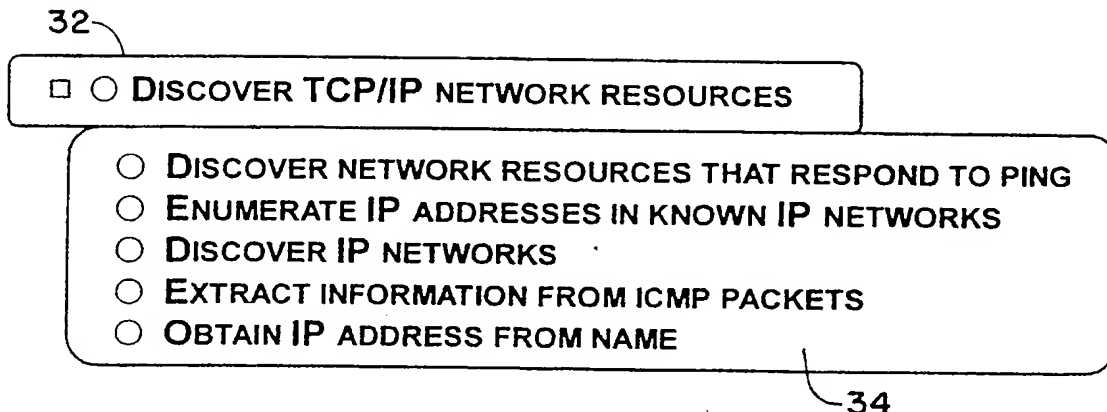 32
□ ○ DISCOVER TCP/IP NETWORK RESOURCES
○ DISCOVER NETWORK RESOURCES THAT RESPOND TO PING
○ ENUMERATE IP ADDRESSES IN KNOWN IP NETWORKS
○ DISCOVER IP NETWORKS
○ EXTRACT INFORMATION FROM ICMP PACKETS
○ OBTAIN IP ADDRESS FROM NAME
34